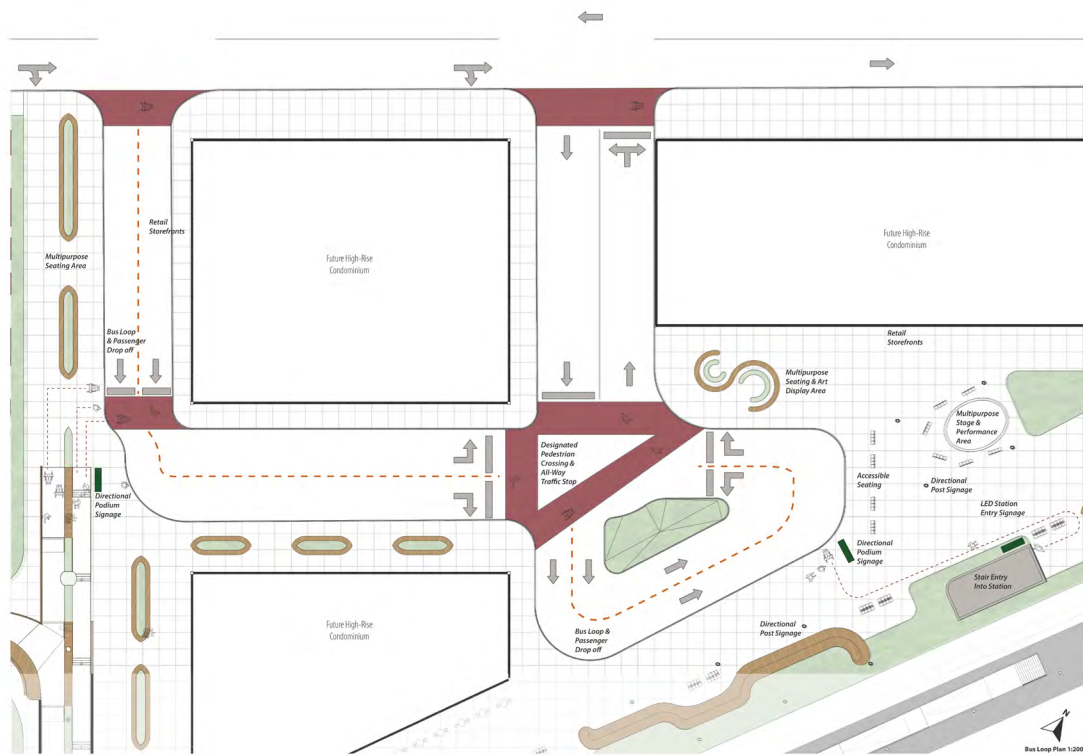 Retail
Storefronts
Future High-Rise
Condominium
Future High-Rise
Condominium
Multipurpose
Seating Area
Bus Loop
& Passenger
Drop off
Retail
Storefronts
Multipurpose
Seating & Art
Display Area
Multipurpose
Stage &
Performance
Area
Designated
Pedestrian
Crossing &
All-Way
Traffic Stop
Accessible
Seating
Directional
Post Signage
Directional
Podium
Signage
LED Station
Entry Signage
Directional
Podium
Signage
Stair Entry
Into Station
Future High-Rise
Condominium
Bus Loop &
Passenger
Drop off
Directional
Post Signage
N
Bus Loop Plan 1:200